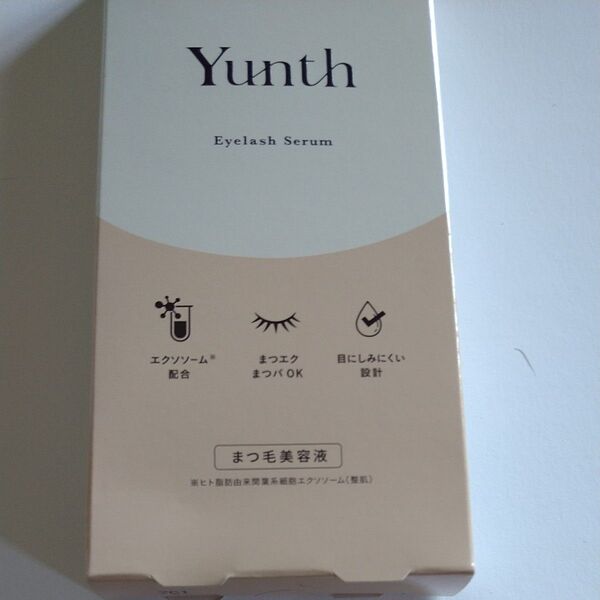 Yunth
Eyelash Serum
エクソソーム※
配合
まつエク
まつパ OK
目にしみにくい
設計
まつ毛美容液
※ヒト脂肪由来間葉系細胞エクソソーム(整肌)